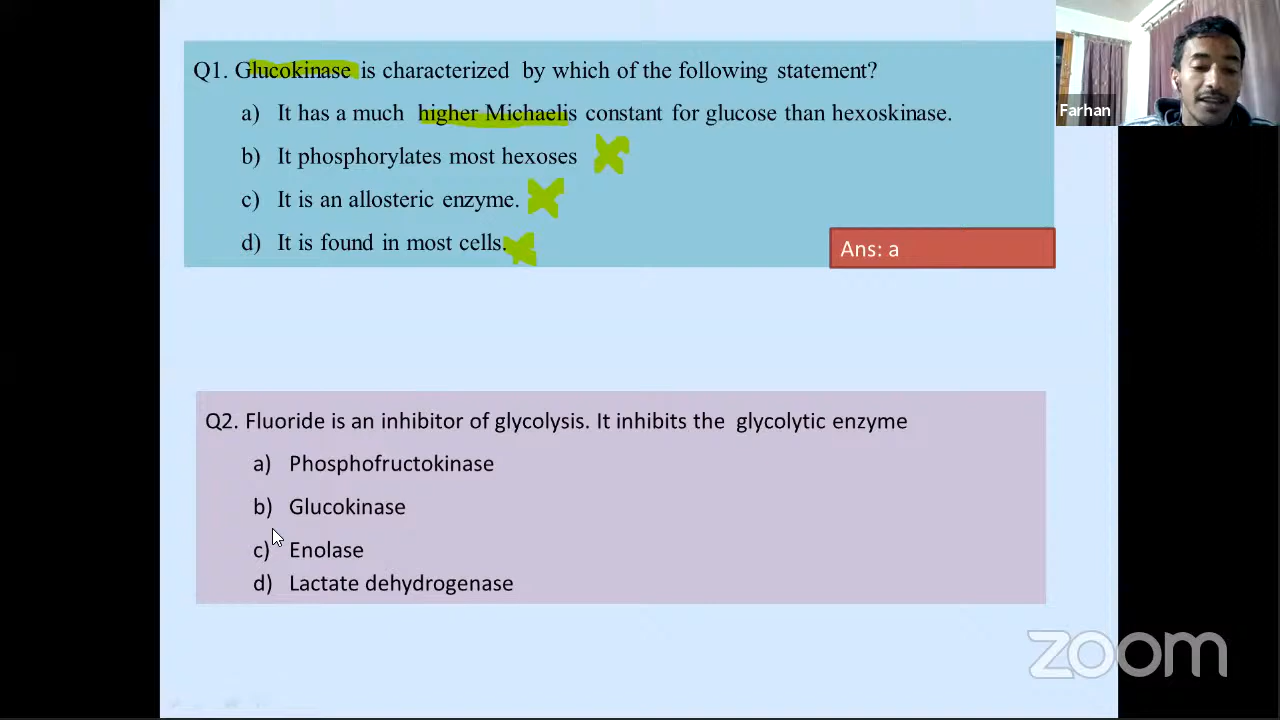 Q1. Glucokinase is characterized by which of the following statement?
a) It has a much higher Michaelis constant for glucose than hexoskinase.
b) It phosphorylates most hexoses
c) It is an allosteric enzyme.
d) It is found in most cells.
Ans: a
Farhan
Q2. Fluoride is an inhibitor of glycolysis. It inhibits the glycolytic enzyme
a) Phosphofructokinase
b) Glucokinase
c) Enolase
d) Lactate dehydrogenase
zoom